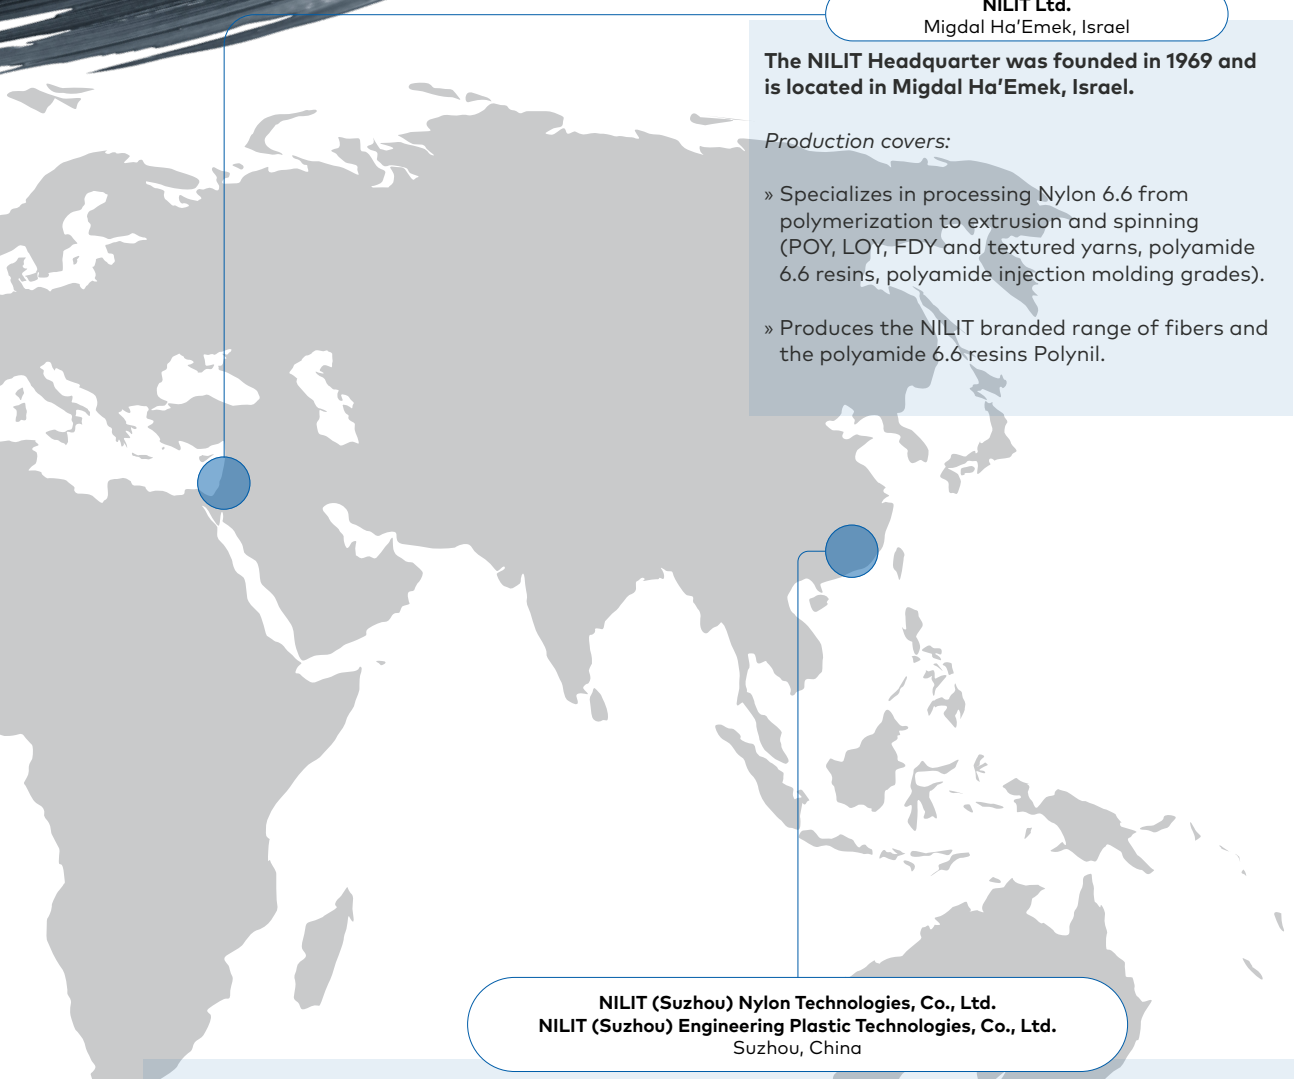 NILIT Ltd.
Migdal Ha'Emek, Israel
The NILIT Headquarter was founded in 1969 and
is located in Migdal Ha'Emek, Israel.
Production covers:
» Specializes in processing Nylon 6.6 from
polymerization to extrusion and spinning
(POY, LOY, FDY and textured yarns, polyamide
6.6 resins, polyamide injection molding grades).
» Produces the NILIT branded range of fibers and
the polyamide 6.6 resins Polynil.
NILIT (Suzhou) Nylon Technologies, Co., Ltd.
NILIT (Suzhou) Engineering Plastic Technologies, Co., Ltd.
Suzhou, China